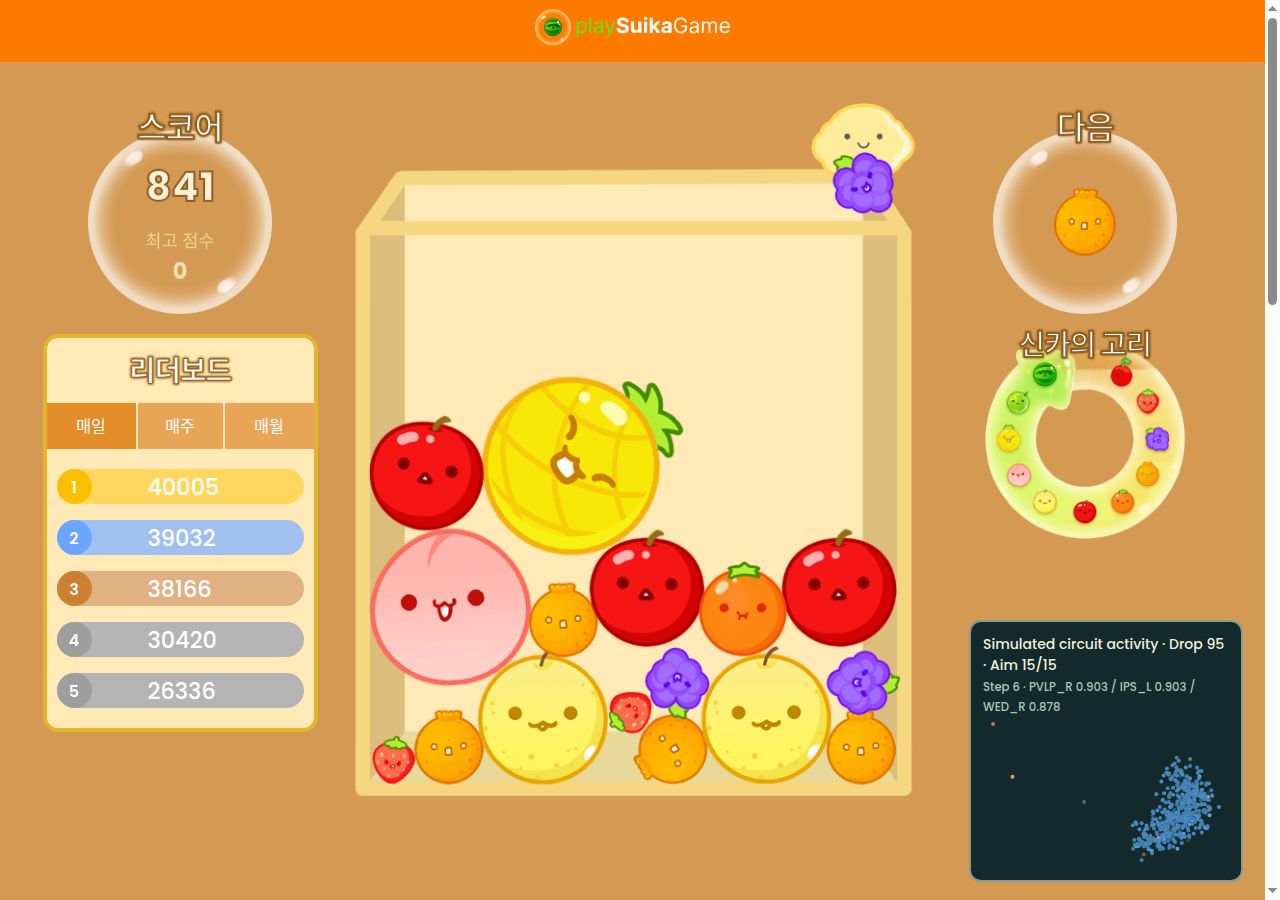 playSuikaGame
스코어
841
최고 점수
0
리더보드
매일 매주 매월
1 40005
2 39032
3 38166
4 30420
5 26336
다음
신카의 고리
Simulated circuit activity · Drop 95
· Aim 15/15
Step 6 · PVLP_R 0.903 / IPS_L 0.903 /
WED_R 0.878